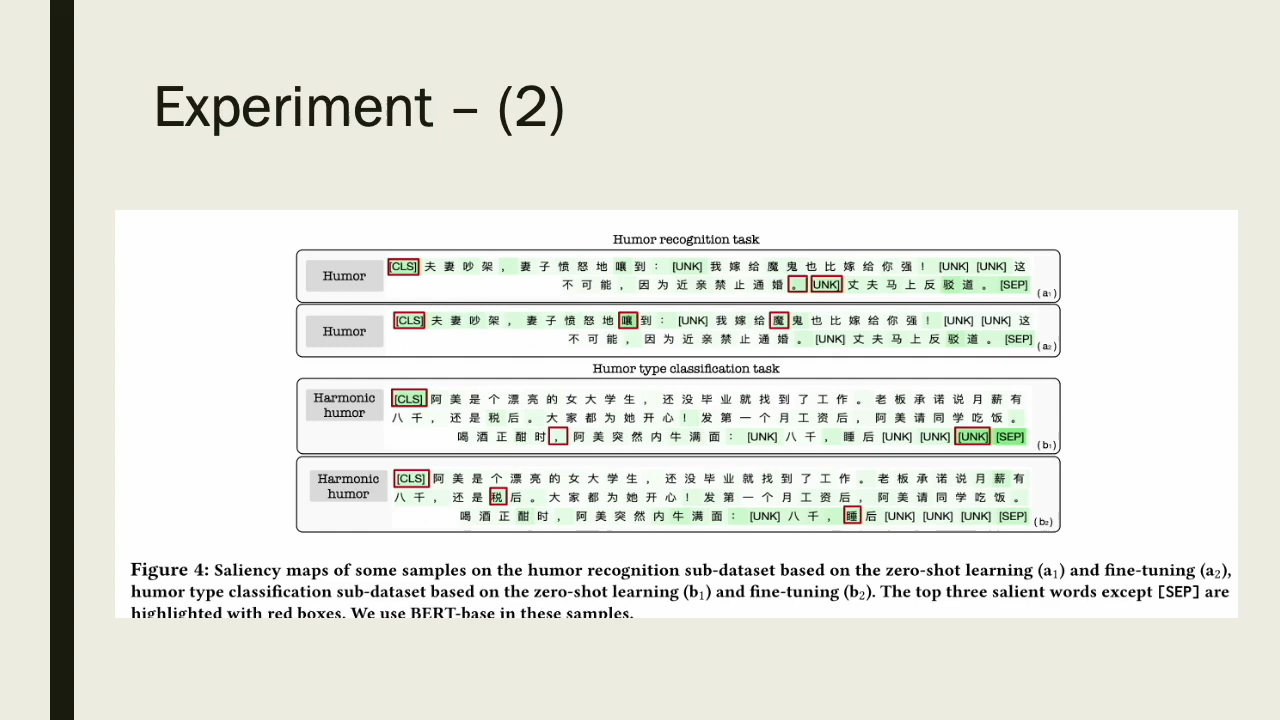 Experiment – (2)
Humor recognition task
Humor
[CLS] 夫 妻 吵 架 , 妻 子 愤 怒 地 嚷 到 : [UNK] 我 嫁 给 魔 鬼 也 比 嫁 给 你 强 ! [UNK] [UNK] 这
不 可 能 , 因 为 近 亲 禁 止 通 婚 。 [UNK] 丈 夫 马 上 反 驳 道 。 [SEP]
(a₁)
Humor
[CLS] 夫 妻 吵 架 , 妻 子 愤 怒 地 嚷 到 : [UNK] 我 嫁 给 魔 鬼 也 比 嫁 给 你 强 ! [UNK] [UNK] 这
不 可 能 , 因 为 近 亲 禁 止 通 婚 。 [UNK] 丈 夫 马 上 反 驳 道 。 [SEP]
(a₂)
Humor type classification task
Harmonic
humor
[CLS] 阿 美 是 个 漂 亮 的 女 大 学 生 , 还 没 毕 业 就 找 到 了 工 作 。 老 板 承 诺 说 月 薪 有
八 千 , 还 是 税 后 。 大 家 都 为 她 开 心 ! 发 第 一 个 月 工 资 后 , 阿 美 请 同 学 吃 饭 。
喝 酒 正 酣 时 , 阿 美 突 然 内 牛 满 面 : [UNK] 八 千 , 睡 后 [UNK] [UNK] [UNK] [SEP]
(b₁)
Harmonic
humor
[CLS] 阿 美 是 个 漂 亮 的 女 大 学 生 , 还 没 毕 业 就 找 到 了 工 作 。 老 板 承 诺 说 月 薪 有
八 千 , 还 是 税 后 。 大 家 都 为 她 开 心 ! 发 第 一 个 月 工 资 后 , 阿 美 请 同 学 吃 饭 。
喝 酒 正 酣 时 , 阿 美 突 然 内 牛 满 面 : [UNK] 八 千 , 睡 后 [UNK] [UNK] [UNK] [SEP]
(b₂)
Figure 4: Saliency maps of some samples on the humor recognition sub-dataset based on the zero-shot learning (a₁) and fine-tuning (a₂),
humor type classification sub-dataset based on the zero-shot learning (b₁) and fine-tuning (b₂). The top three salient words except [SEP] are
highlighted with red boxes. We use BERT-base in these samples.